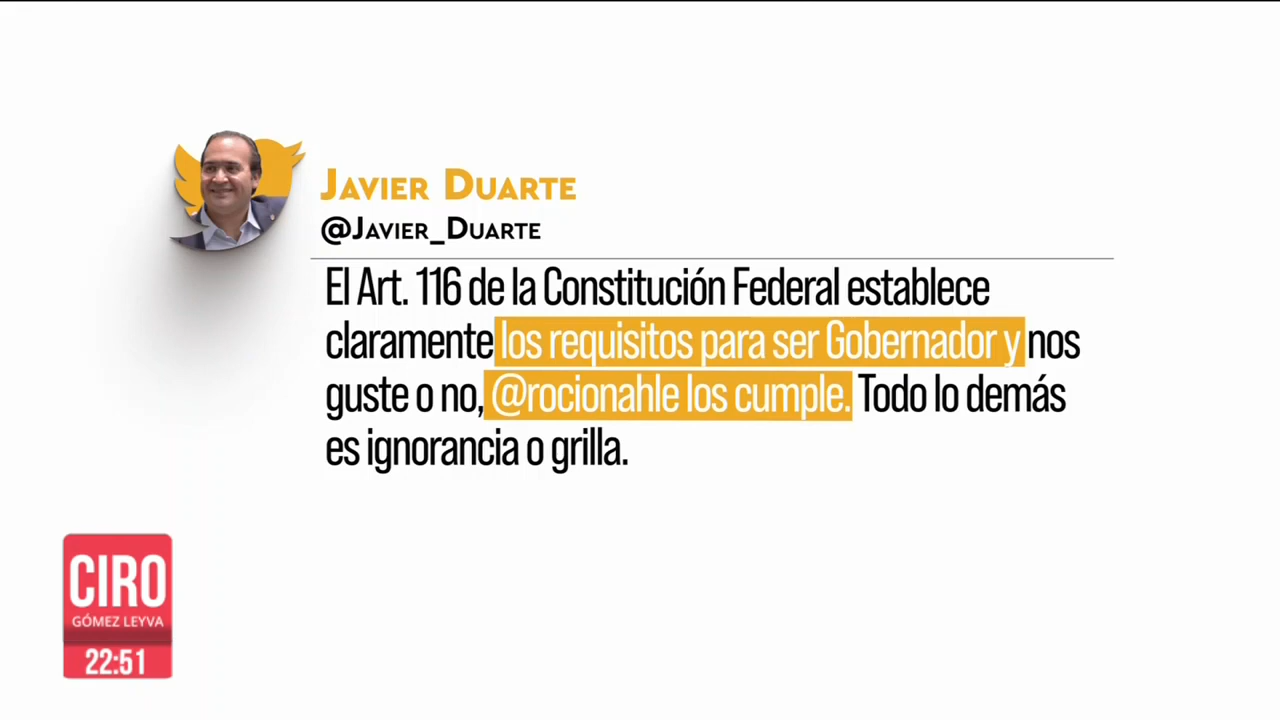 JAVIER DUARTE
@JAVIER_DUARTE
El Art. 116 de la Constitución Federal establece
claramente los requisitos para ser Gobernador y nos
guste o no, @rocionahle los cumple. Todo lo demás
es ignorancia o grilla.
CIRO
GÓMEZ LEYVA
22:51